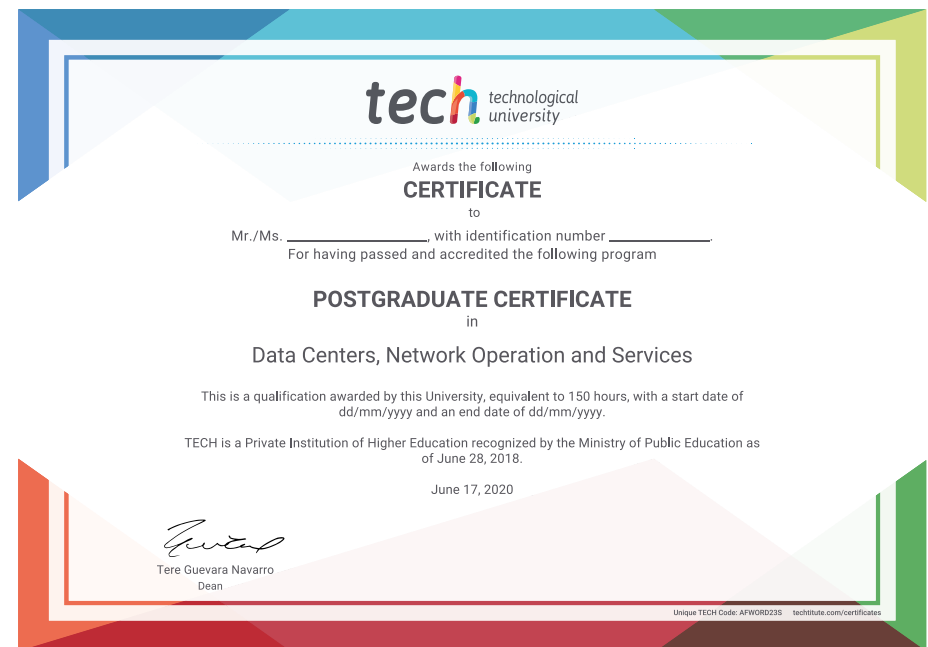 tech technological
university
Awards the following
CERTIFICATE
to
Mr./Ms. ____________________, with identification number ______________.
For having passed and accredited the following program
POSTGRADUATE CERTIFICATE
in
Data Centers, Network Operation and Services
This is a qualification awarded by this University, equivalent to 150 hours, with a start date of
dd/mm/yyyy and an end date of dd/mm/yyyy.
TECH is a Private Institution of Higher Education recognized by the Ministry of Public Education as
of June 28, 2018.
June 17, 2020
Tere Guevara Navarro
Dean
Unique TECH Code: AFWORD23S techtitute.com/certificates